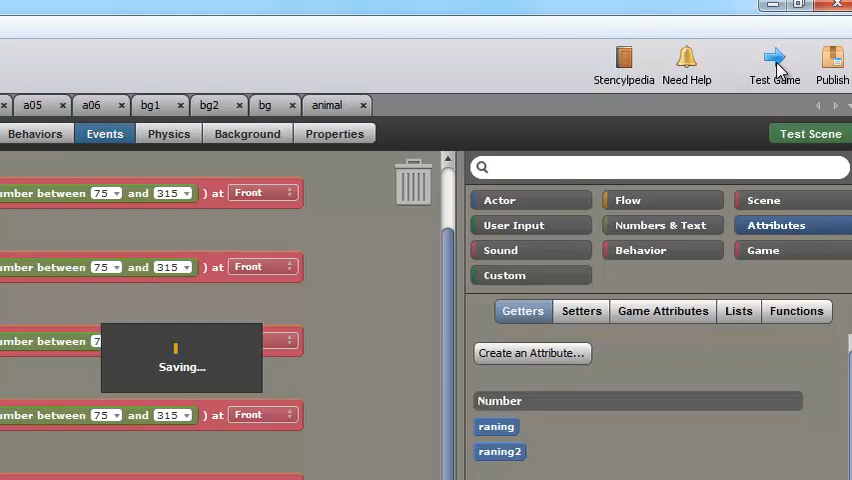 Stencylpedia Need Help Test Game Publish
a05 a06 bg1 bg2 bg animal
Behaviors Events Physics Background Properties Test Scene
umber between 75 and 315 ) at Front
Actor Flow Scene
User Input Numbers & Text Attributes
Sound Behavior Game
umber between 75 and 315 ) at Front
Custom
Getters Setters Game Attributes Lists Functions
umber between 7
Saving...
Create an Attribute...
Number
umber between 75 and 315 ) at Front
raning
raning2